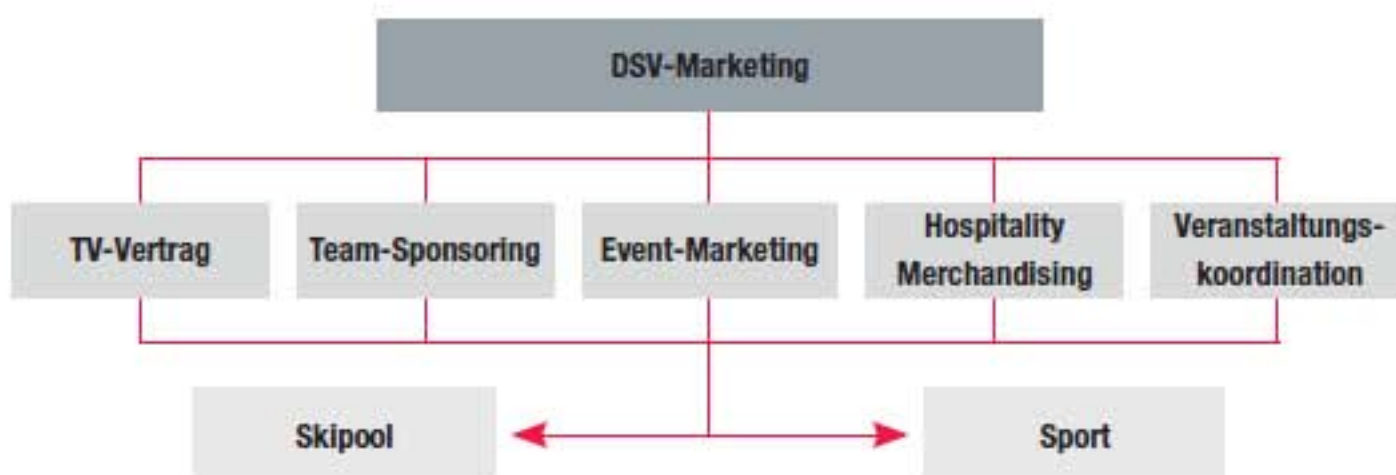 DSV-Marketing
TV-Vertrag
Team-Sponsoring
Event-Marketing
Hospitality
Merchandising
Veranstaltungs-
koordination
Skipool
Sport